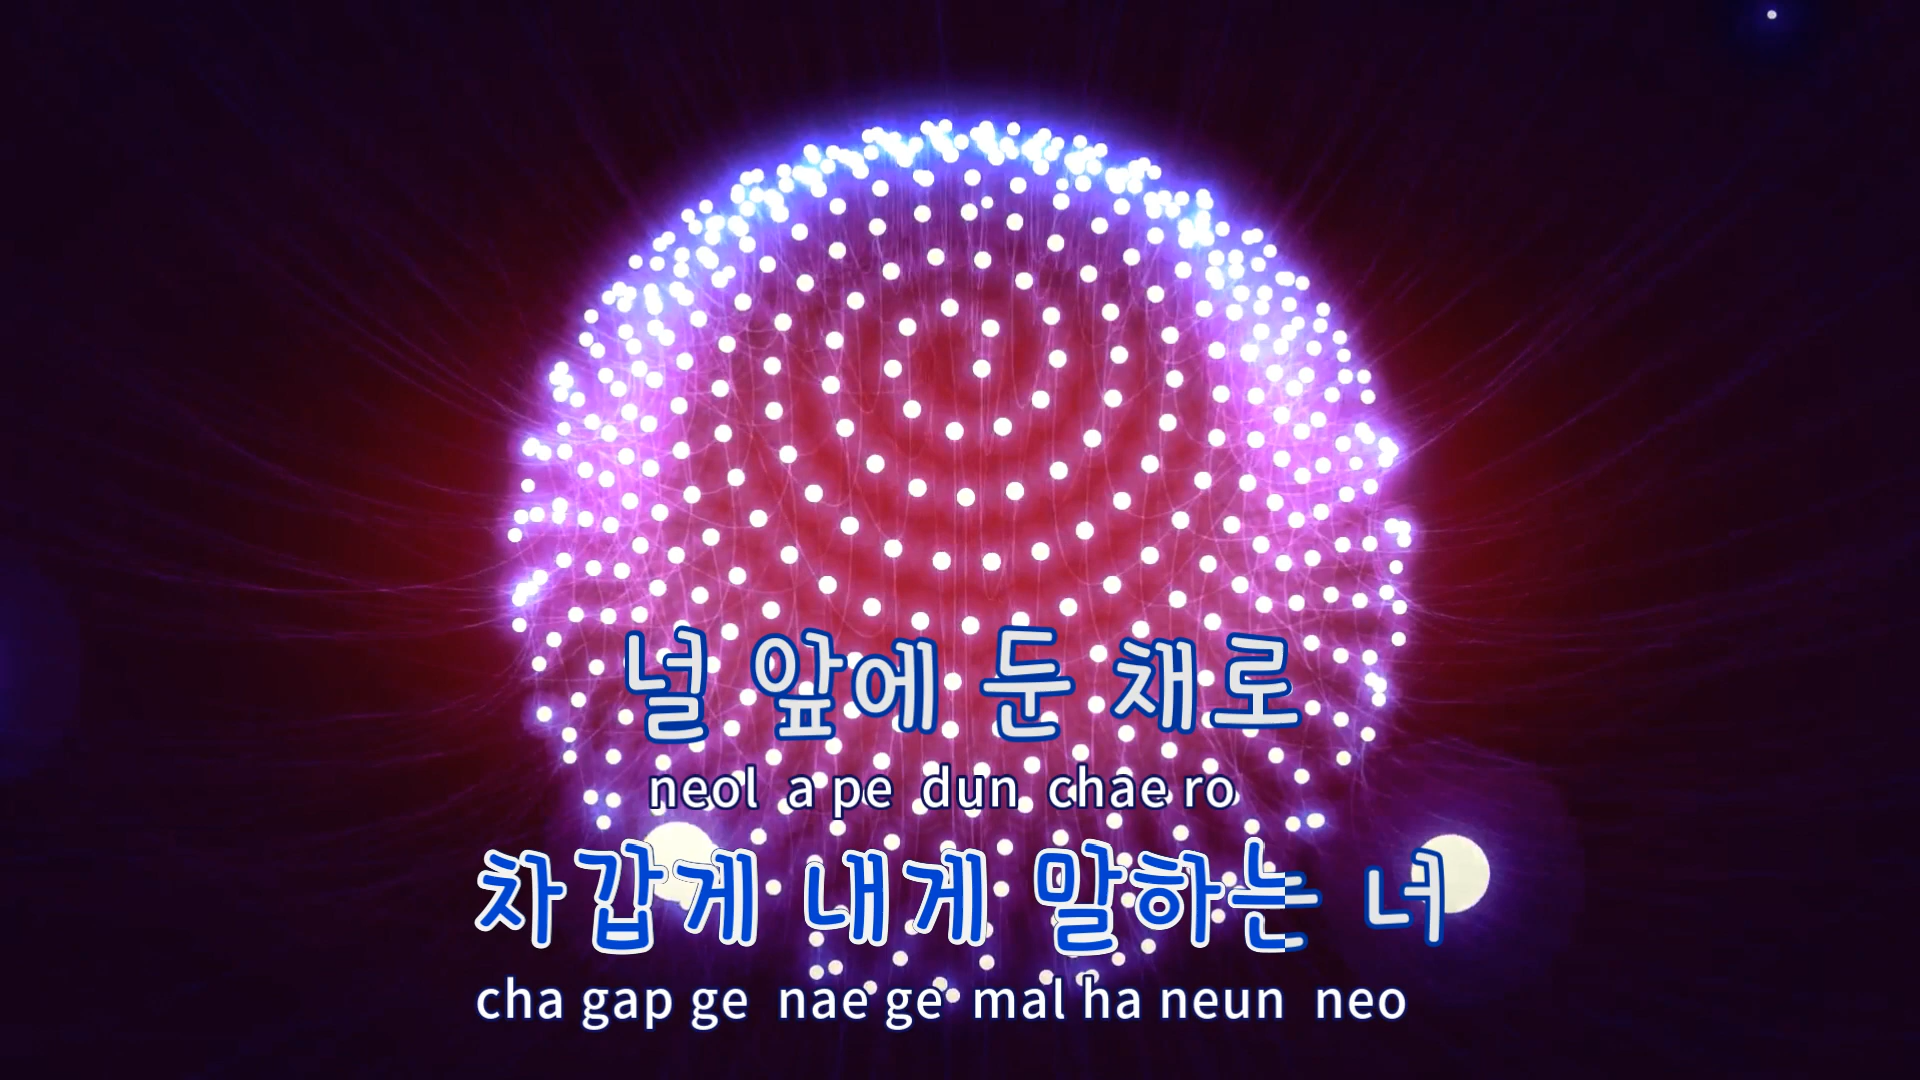 널 앞에 둔 채로
neol a pe dun chae ro
차갑게 내게 말하는 너
cha gap ge nae ge mal ha neun neo